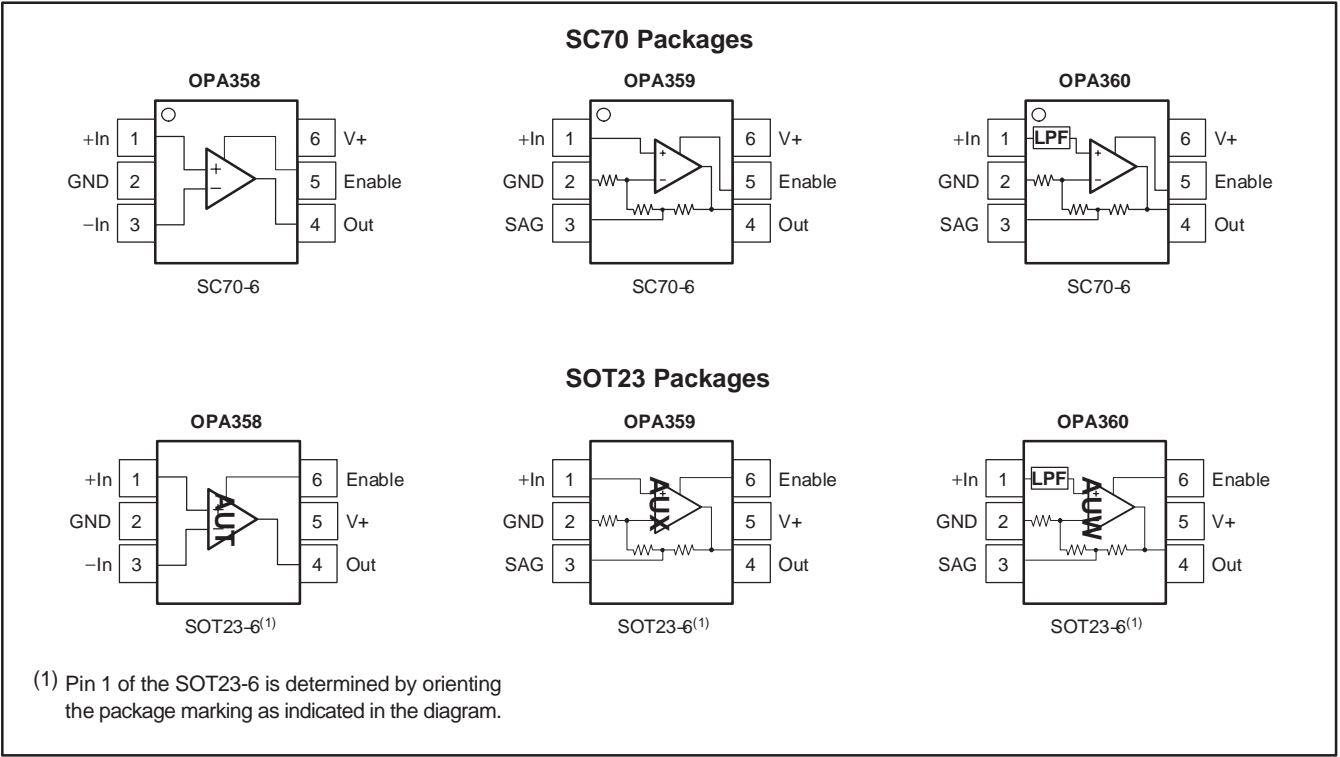 SC70 Packages
OPA358
+In 1
GND 2
−In 3
6 V+
5 Enable
4 Out
+
−
SC70-6
OPA359
+In 1
GND 2
SAG 3
6 V+
5 Enable
4 Out
+
−
SC70-6
OPA360
+In 1
GND 2
SAG 3
LPF
6 V+
5 Enable
4 Out
+
−
SC70-6
SOT23 Packages
OPA358
+In 1
GND 2
−In 3
AUT
6 Enable
5 V+
4 Out
+
−
SOT23-6(1)
OPA359
+In 1
GND 2
SAG 3
AUX
6 Enable
5 V+
4 Out
+
SOT23-6(1)
OPA360
+In 1
GND 2
SAG 3
LPF
AUW
6 Enable
5 V+
4 Out
+
SOT23-6(1)
(1) Pin 1 of the SOT23-6 is determined by orienting
the package marking as indicated in the diagram.